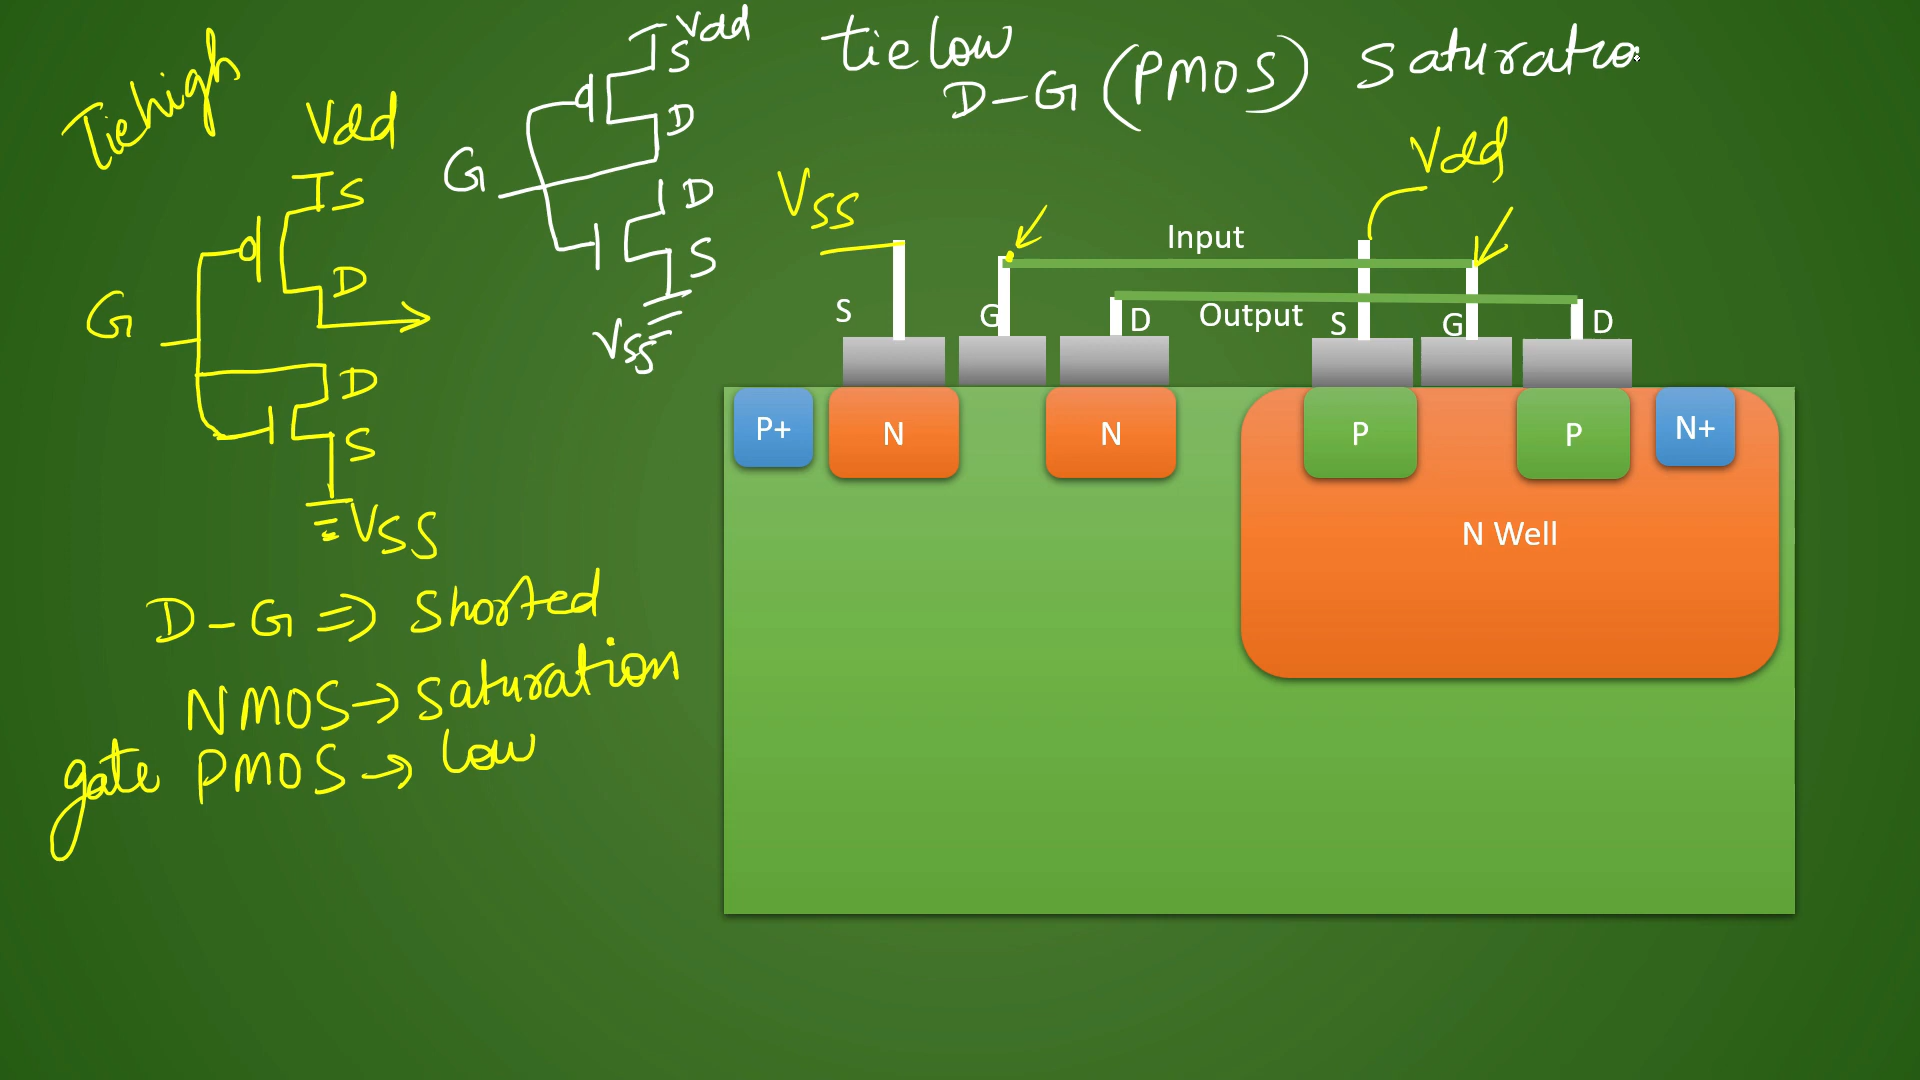 Tiehigh
Vdd
S
G
D
D
S
VSS
D-G => Shorted
NMOS -> Saturation
gate PMOS -> Low
Vdd
S
D
G
D
S
VSS
tie low
D-G (PMOS) Saturatio
VSS
Vdd
Input
Output
S
G
D
S
G
D
P+
N
N
P
P
N+
N Well